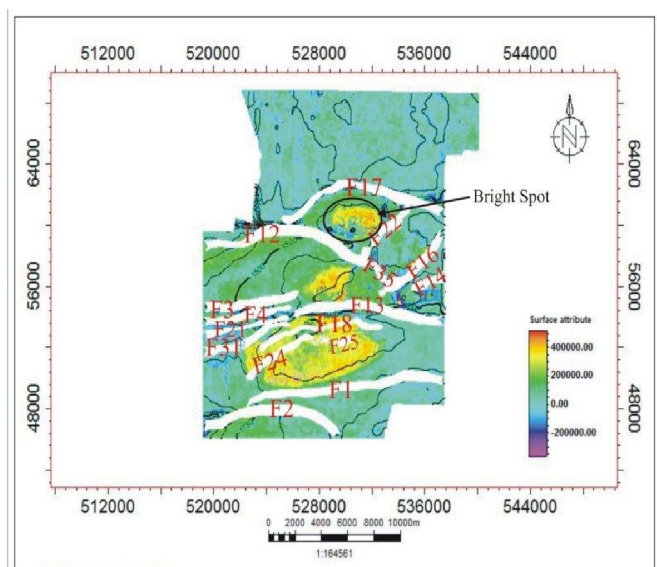 512000 520000 528000 536000 544000
64000 64000
F17
Bright Spot
F12
F22
F35
F16
56000 56000
F14
F3
F4
F13
F21
F18
F31
F25
F24
Surface attribute
400000.00
200000.00
0.00
-200000.00
F1
48000 48000
F2
512000 520000 528000 536000 544000
0 2000 4000 6000 8000 10000m
1:164561
N